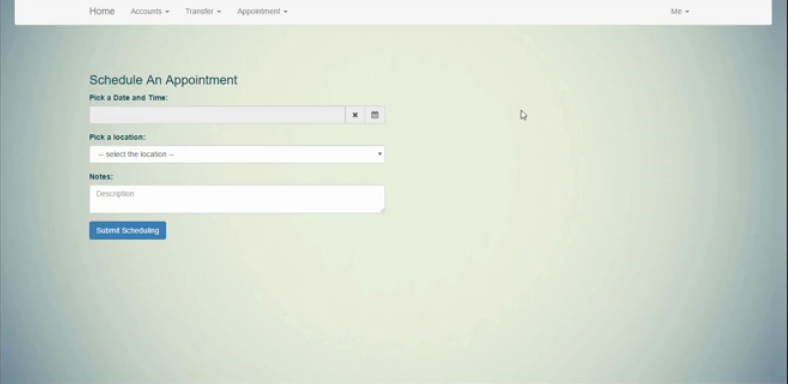 Home Accounts Transfer Appointment Me
Schedule An Appointment
Pick a Date and Time:
Pick a location:
-- select the location --
Notes:
Description
Submit Scheduling